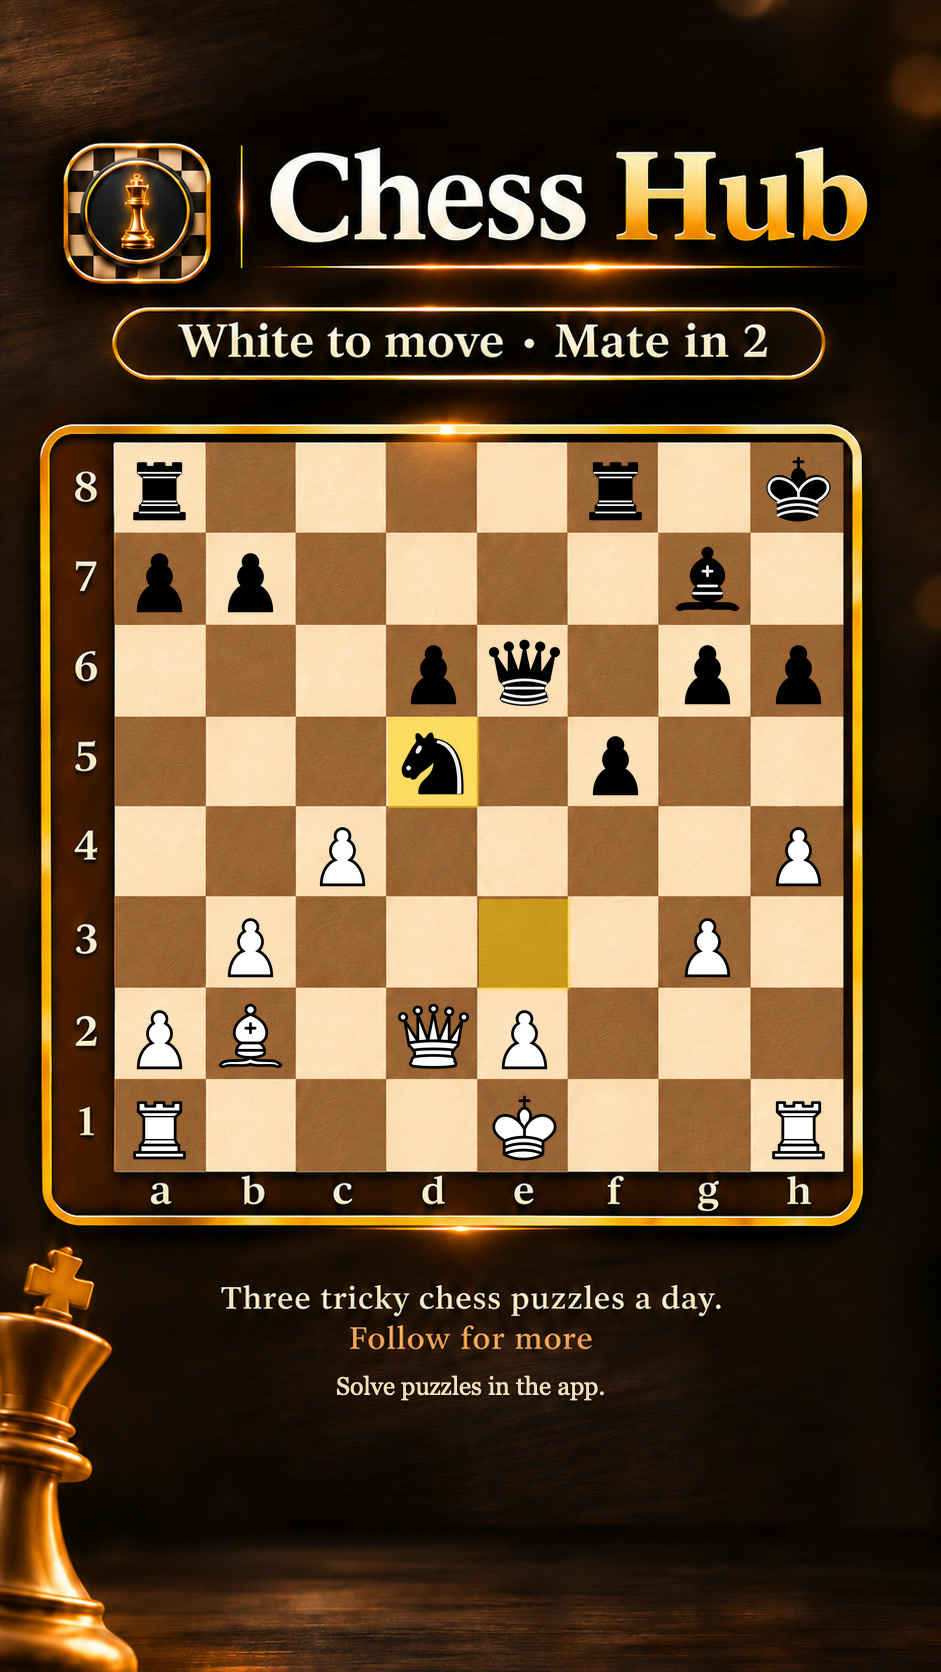 Chess Hub
White to move • Mate in 2
8
7
6
5
4
3
2
1
a b c d e f g h
Three tricky chess puzzles a day.
Follow for more
Solve puzzles in the app.